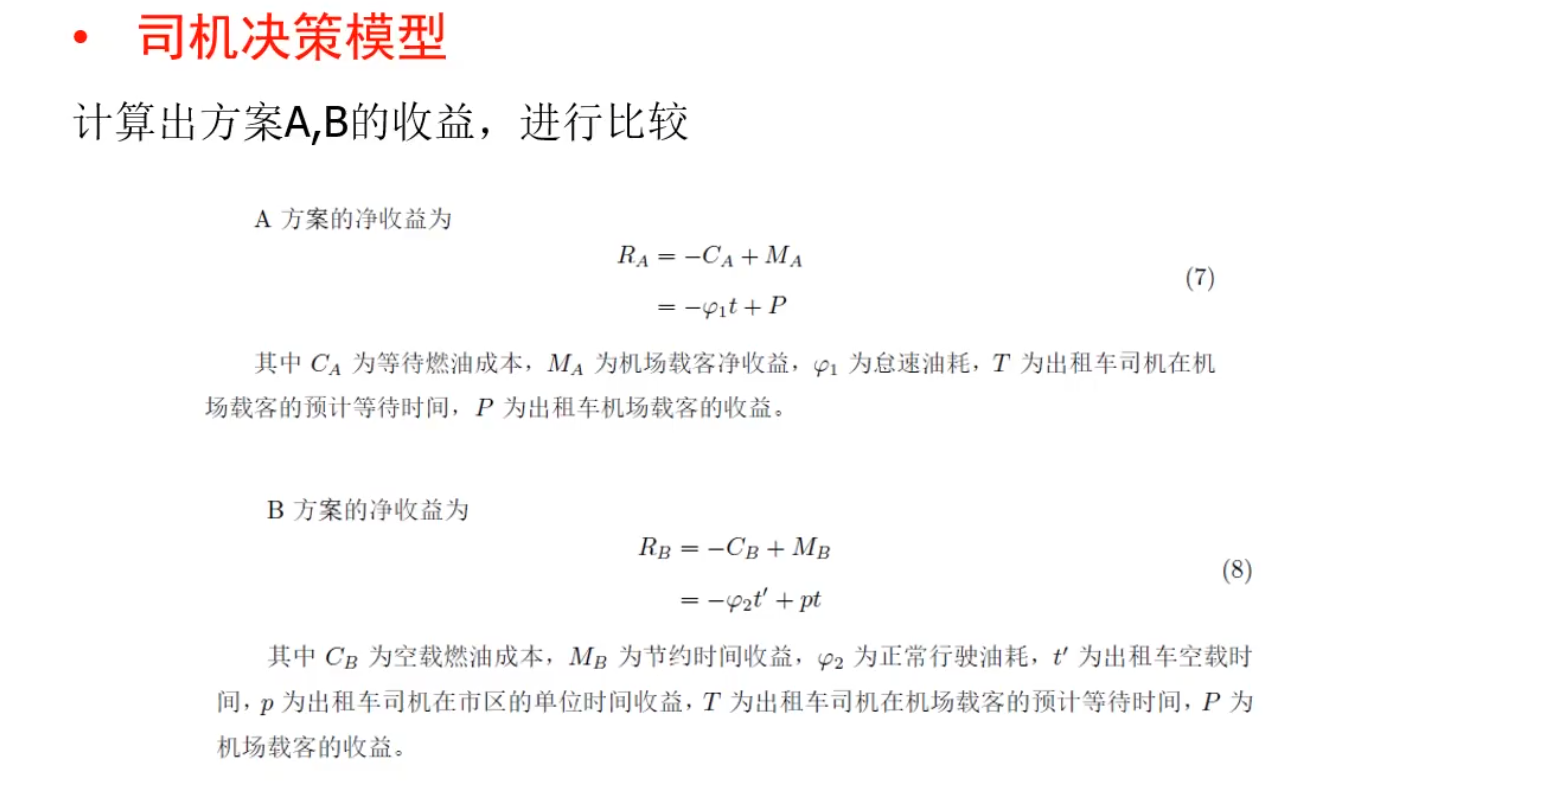 • 司机决策模型
计算出方案A,B的收益，进行比较
A 方案的净收益为
R_A = −C_A + M_A
(7)
= −φ₁t + P
其中 C_A 为等待燃油成本，M_A 为机场载客净收益，φ₁ 为怠速油耗，T 为出租车司机在机
场载客的预计等待时间，P 为出租车机场载客的收益。
B 方案的净收益为
R_B = −C_B + M_B
(8)
= −φ₂t′ + pt
其中 C_B 为空载燃油成本，M_B 为节约时间收益，φ₂ 为正常行驶油耗，t′ 为出租车空载时
间，p 为出租车司机在市区的单位时间收益，T 为出租车司机在机场载客的预计等待时间，P 为
机场载客的收益。